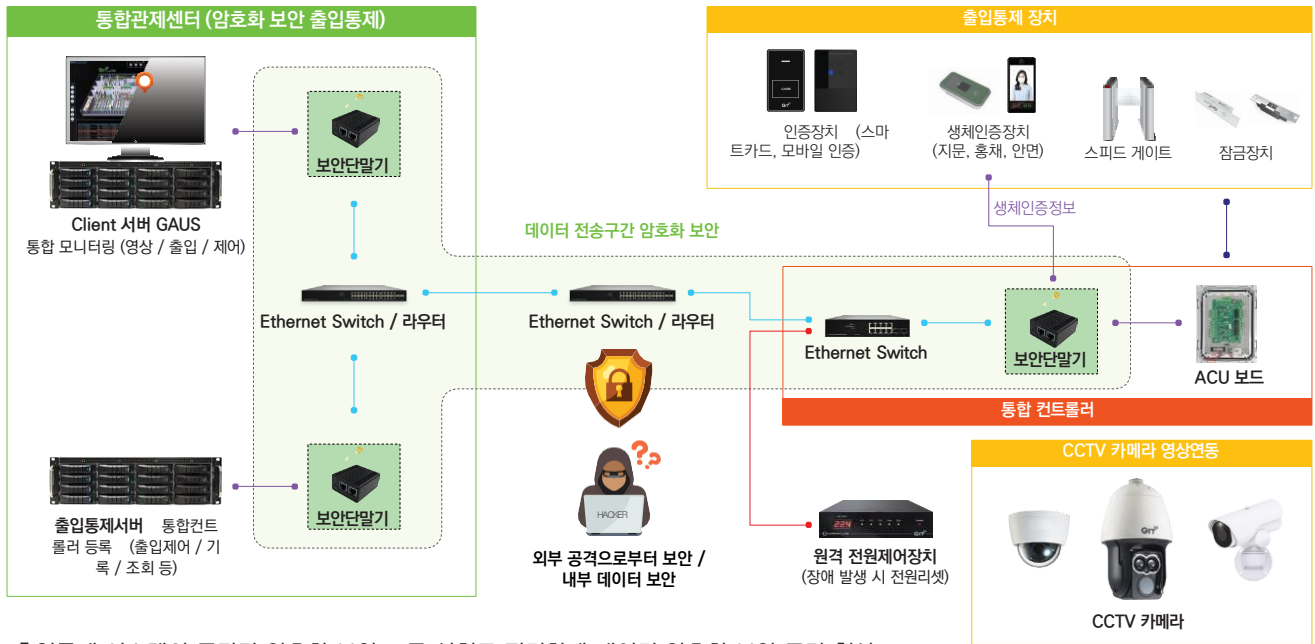 통합관제센터 (암호화 보안 출입통제)
보안단말기
Client 서버 GAUS
통합 모니터링 (영상 / 출입 / 제어)
Ethernet Switch / 라우터
출입통제서버 통합컨트
롤러 등록 (출입제어 / 기
록 / 조회 등)
보안단말기
데이터 전송구간 암호화 보안
Ethernet Switch / 라우터
HACKER
외부 공격으로부터 보안 /
내부 데이터 보안
출입통제 장치
인증장치 (스마
트카드, 모바일 인증)
생체인증장치
(지문, 홍채, 안면)
스피드 게이트
잠금장치
생체인증정보
Ethernet Switch
보안단말기
ACU 보드
통합 컨트롤러
224
원격 전원제어장치
(장애 발생 시 전원리셋)
CCTV 카메라 영상연동
CCTV 카메라